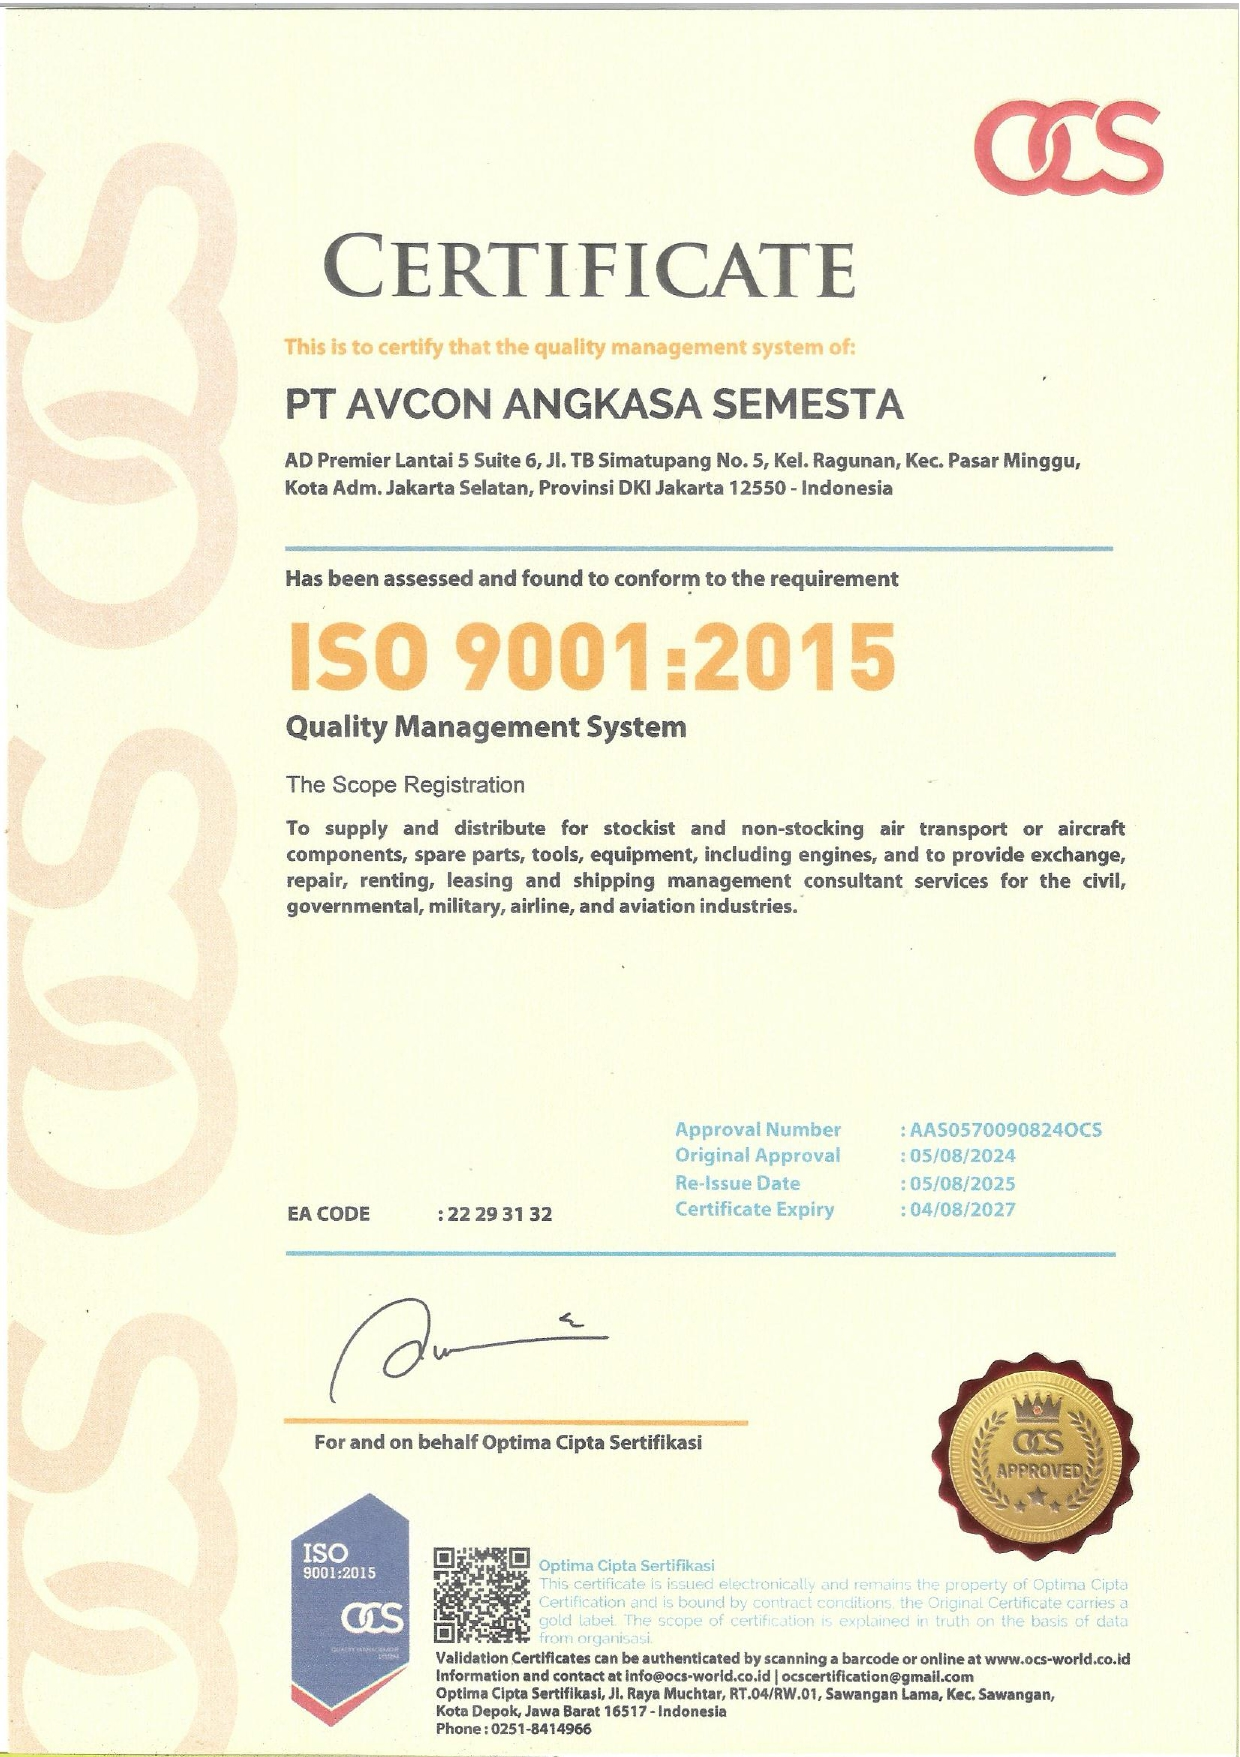 OCS
CERTIFICATE
This is to certify that the quality management system of:
PT AVCON ANGKASA SEMESTA
AD Premier Lantai 5 Suite 6, Jl. TB Simatupang No. 5, Kel. Ragunan, Kec. Pasar Minggu,
Kota Adm. Jakarta Selatan, Provinsi DKI Jakarta 12550 - Indonesia
Has been assessed and found to conform to the requirement
ISO 9001:2015
Quality Management System
The Scope Registration
To supply and distribute for stockist and non-stocking air transport or aircraft
components, spare parts, tools, equipment, including engines, and to provide exchange,
repair, renting, leasing and shipping management consultant services for the civil,
governmental, military, airline, and aviation industries.
Approval Number : AAS0570090824OCS
Original Approval : 05/08/2024
Re-Issue Date : 05/08/2025
EA CODE : 22 29 31 32 Certificate Expiry : 04/08/2027
For and on behalf Optima Cipta Sertifikasi
OCS
APPROVED
ISO
9001:2015
OCS
QUALITY MANAGEMENT
SYSTEM
Optima Cipta Sertifikasi
This certificate is issued electronically and remains the property of Optima Cipta
Certification and is bound by contract conditions, the Original Certificate carries a
gold label. The scope of certification is explained in truth on the basis of data
from organisasi.
Validation Certificates can be authenticated by scanning a barcode or online at www.ocs-world.co.id
Information and contact at info@ocs-world.co.id | ocscertification@gmail.com
Optima Cipta Sertifikasi, Jl. Raya Muchtar, RT.04/RW.01, Sawangan Lama, Kec. Sawangan,
Kota Depok, Jawa Barat 16517 - Indonesia
Phone : 0251-8414966